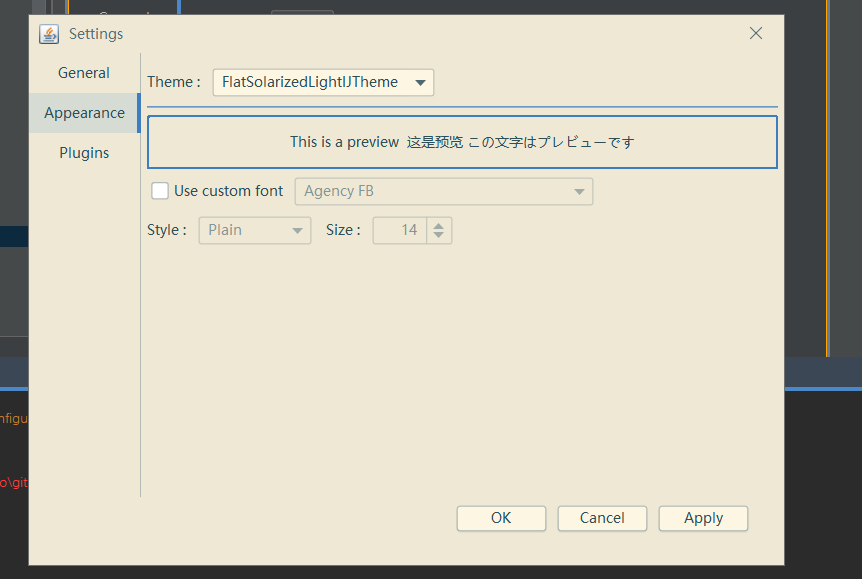 Settings
General
Appearance
Plugins
Theme :
FlatSolarizedLightIJTheme
This is a preview 这是预览 この文字はプレビューです
Use custom font
Agency FB
Style :
Plain
Size :
14
OK
Cancel
Apply
nfigu
o\git